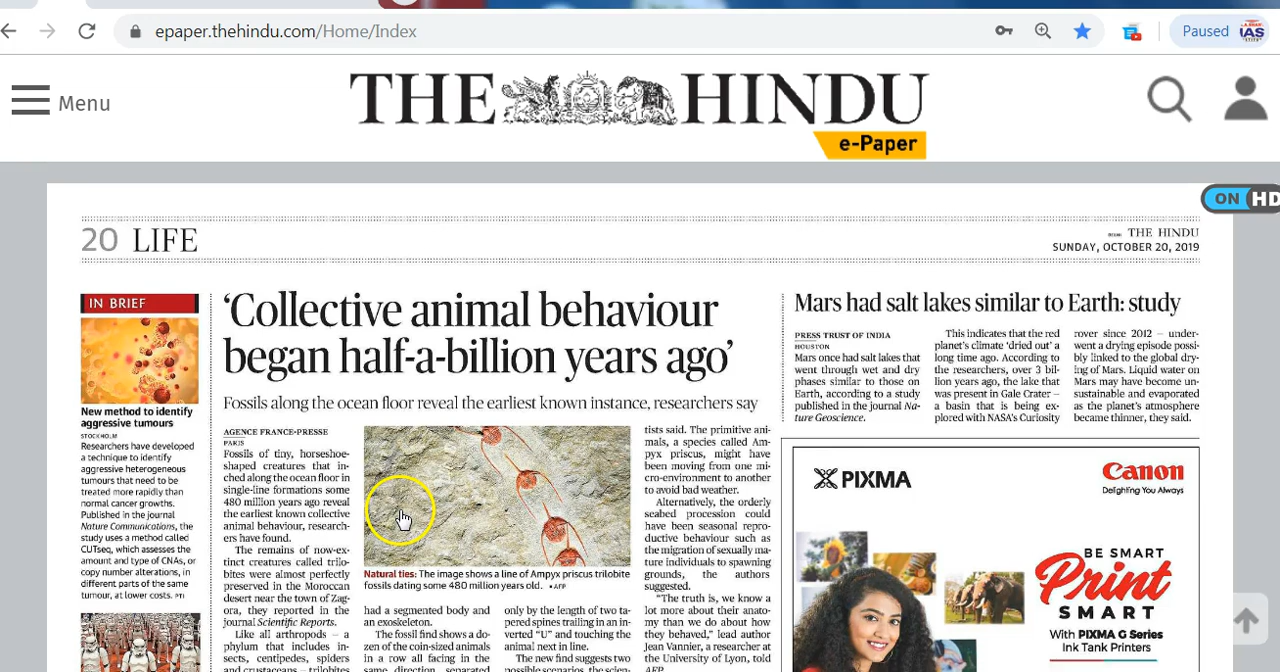 epaper.thehindu.com/Home/Index
Paused
IAS
Menu
THE HINDU
e-Paper
ON HD
20 LIFE
THE HINDU
SUNDAY, OCTOBER 20, 2019
IN BRIEF
New method to identify
aggressive tumours
STOCKHOLM
Researchers have developed
a technique to identify
aggressive heterogeneous
tumours that need to be
treated more rapidly than
normal cancer growths.
Published in the journal
Nature Communications, the
study uses a method called
CUTseq, which assesses the
amount and type of CNAs, or
copy number alterations, in
different parts of the same
tumour, at lower costs. PTI
‘Collective animal behaviour
began half-a-billion years ago’
Fossils along the ocean floor reveal the earliest known instance, researchers say
AGENCE FRANCE-PRESSE
PARIS
Fossils of tiny, horseshoe-
shaped creatures that in-
ched along the ocean floor in
single-line formations some
480 million years ago reveal
the earliest known collective
animal behaviour, research-
ers have found.
The remains of now-ex-
tinct creatures called trilo-
bites were almost perfectly
preserved in the Moroccan
desert near the town of Zag-
ora, they reported in the
journal Scientific Reports.
Like all arthropods — a
phylum that includes in-
sects, centipedes, spiders
and crustaceans – trilobites
Natural ties: The image shows a line of Ampyx priscus trilobite
fossils dating some 480 million years old. • AFP
had a segmented body and
an exoskeleton.
The fossil find shows a do-
zen of the coin-sized animals
in a row all facing in the
same direction, separated
only by the length of two ta-
pered spines trailing in an in-
verted “U” and touching the
animal next in line.
The new find suggests two
possible scenarios, the scien-
tists said. The primitive ani-
mals, a species called Am-
pyx priscus, might have
been moving from one mi-
cro-environment to another
to avoid bad weather.
Alternatively, the orderly
seabed procession could
have been seasonal repro-
ductive behaviour such as
the migration of sexually ma-
ture individuals to spawning
grounds, the authors
suggested.
“The truth is, we know a
lot more about their anato-
my than we do about how
they behaved,” lead author
Jean Vannier, a researcher at
the University of Lyon, told
AFP.
Mars had salt lakes similar to Earth: study
PRESS TRUST OF INDIA
HOUSTON
Mars once had salt lakes that
went through wet and dry
phases similar to those on
Earth, according to a study
published in the journal Na-
ture Geoscience.
This indicates that the red
planet’s climate ‘dried out’ a
long time ago. According to
the researchers, over 3 bil-
lion years ago, the lake that
was present in Gale Crater —
a basin that is being ex-
plored with NASA’s Curiosity
rover since 2012 — under-
went a drying episode possi-
bly linked to the global dry-
ing of Mars. Liquid water on
Mars may have become un-
sustainable and evaporated
as the planet’s atmosphere
became thinner, they said.
PIXMA
Canon
Delighting You Always
BE SMART
Print
SMART
With PIXMA G Series
Ink Tank Printers